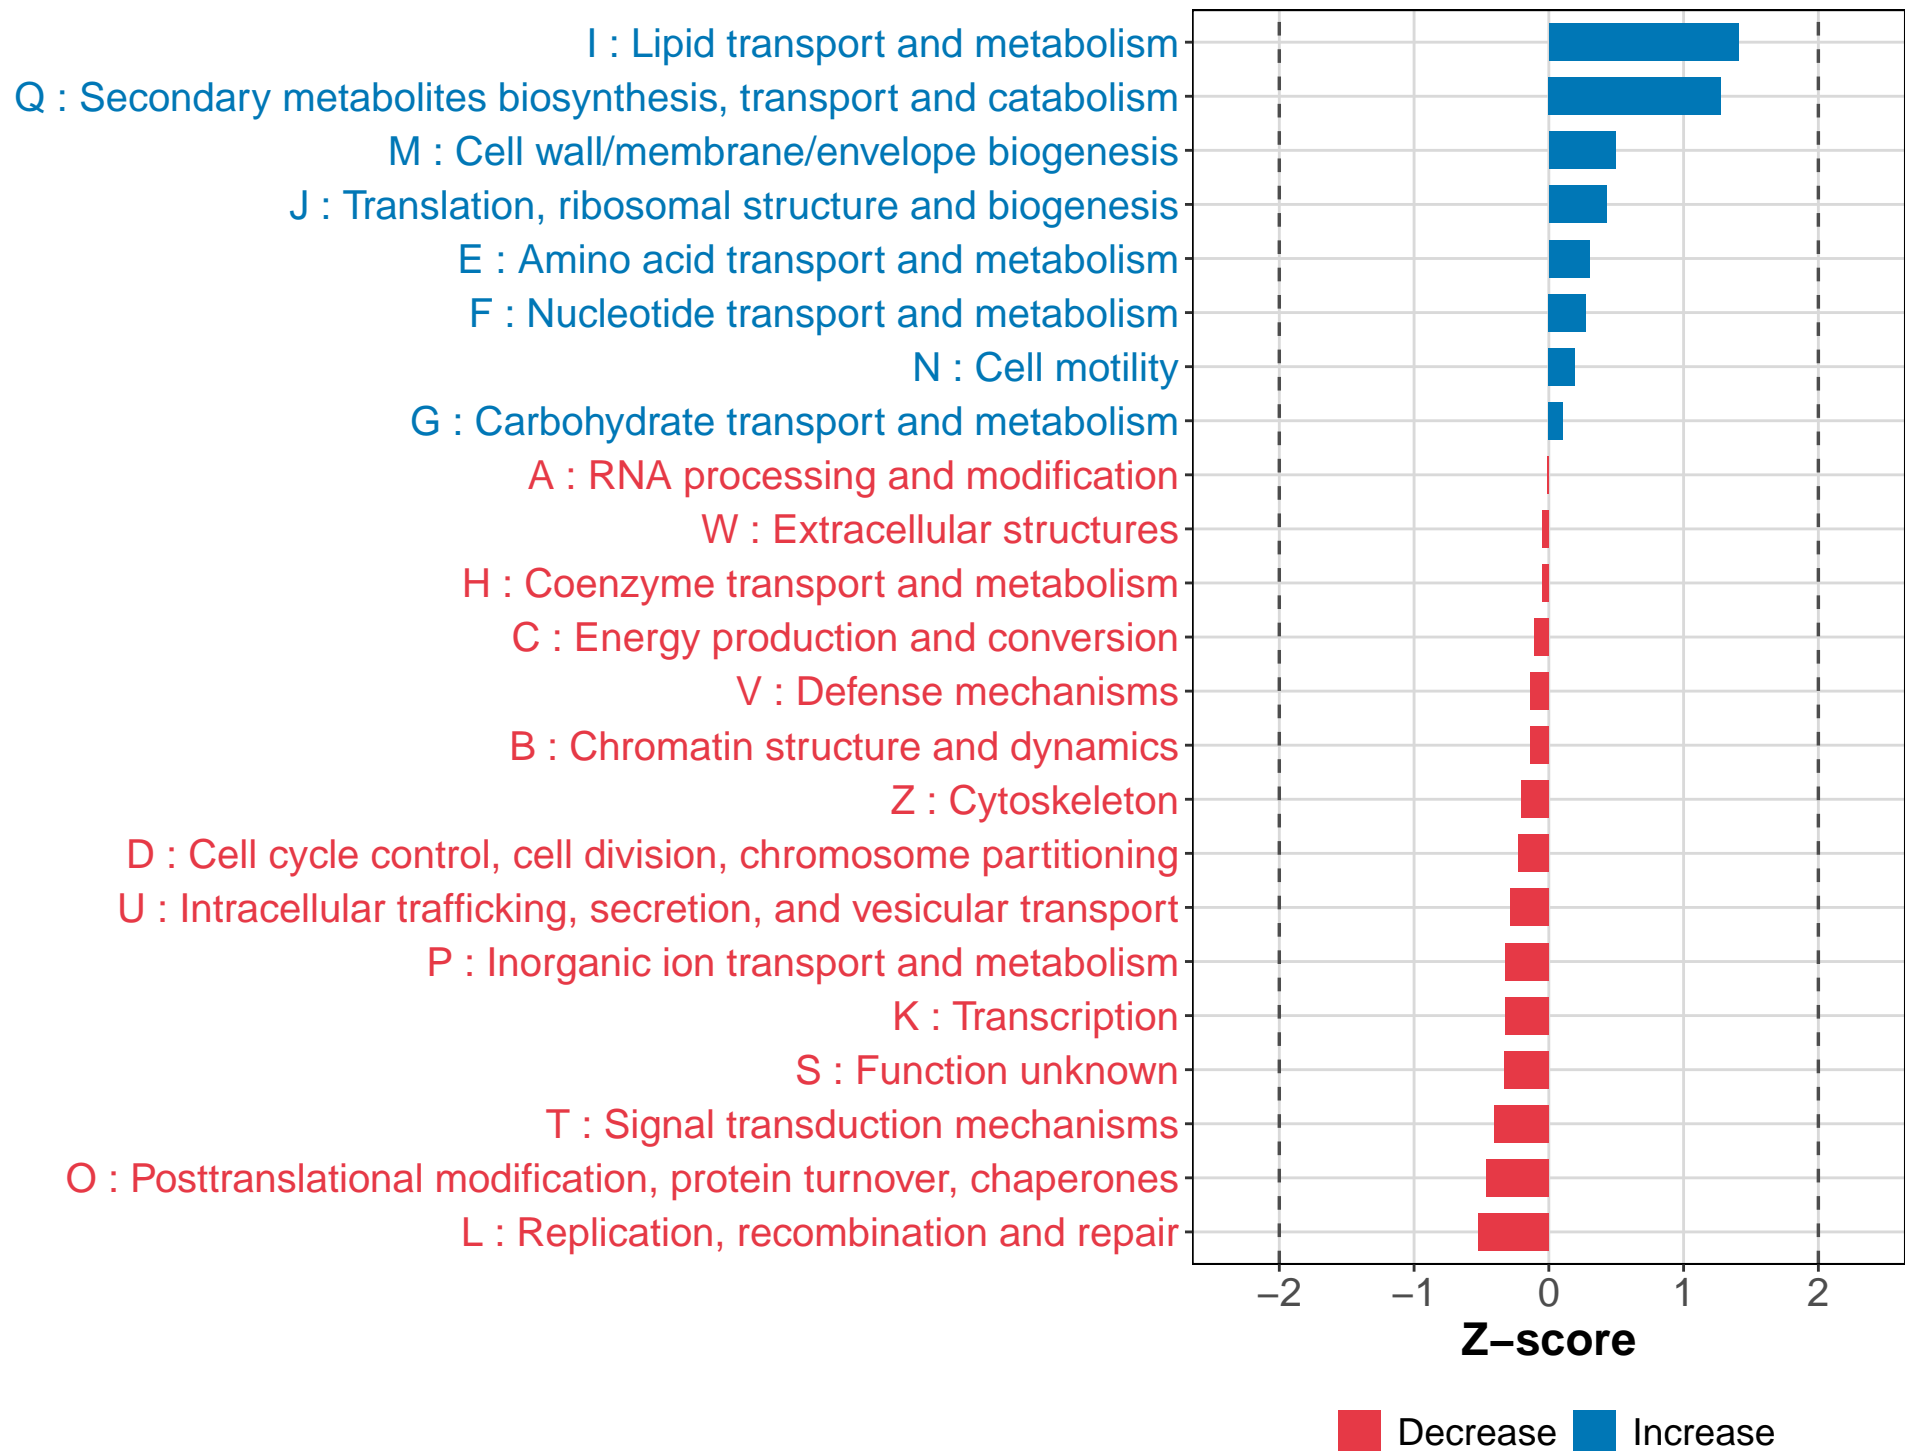 I : Lipid transport and metabolism
Q : Secondary metabolites biosynthesis, transport and catabolism
M : Cell wall/membrane/envelope biogenesis
J : Translation, ribosomal structure and biogenesis
E : Amino acid transport and metabolism
F : Nucleotide transport and metabolism
N : Cell motility
G : Carbohydrate transport and metabolism
A : RNA processing and modification
W : Extracellular structures
H : Coenzyme transport and metabolism
C : Energy production and conversion
V : Defense mechanisms
B : Chromatin structure and dynamics
Z : Cytoskeleton
D : Cell cycle control, cell division, chromosome partitioning
U : Intracellular trafficking, secretion, and vesicular transport
P : Inorganic ion transport and metabolism
K : Transcription
S : Function unknown
T : Signal transduction mechanisms
O : Posttranslational modification, protein turnover, chaperones
L : Replication, recombination and repair
−2 −1 0 1 2
Z−score
Decrease Increase